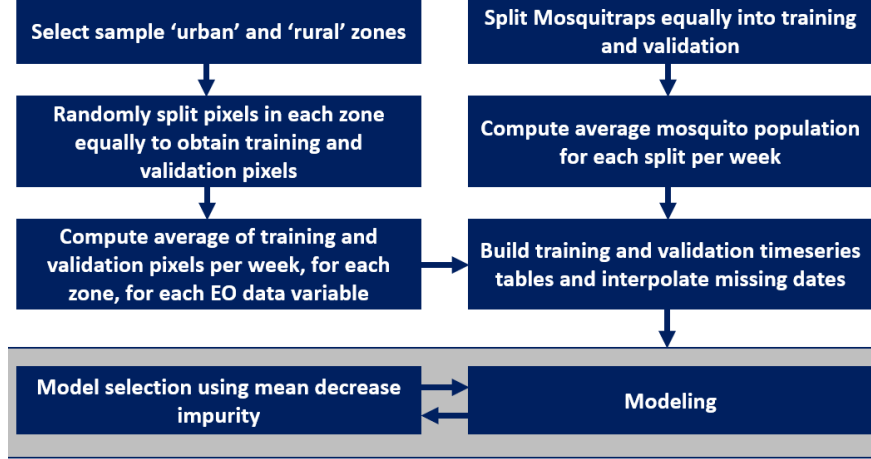 Select sample ‘urban’ and ‘rural’ zones
Randomly split pixels in each zone
equally to obtain training and
validation pixels
Compute average of training and
validation pixels per week, for each
zone, for each EO data variable
Split Mosquitraps equally into training
and validation
Compute average mosquito population
for each split per week
Build training and validation timeseries
tables and interpolate missing dates
Model selection using mean decrease
impurity
Modeling